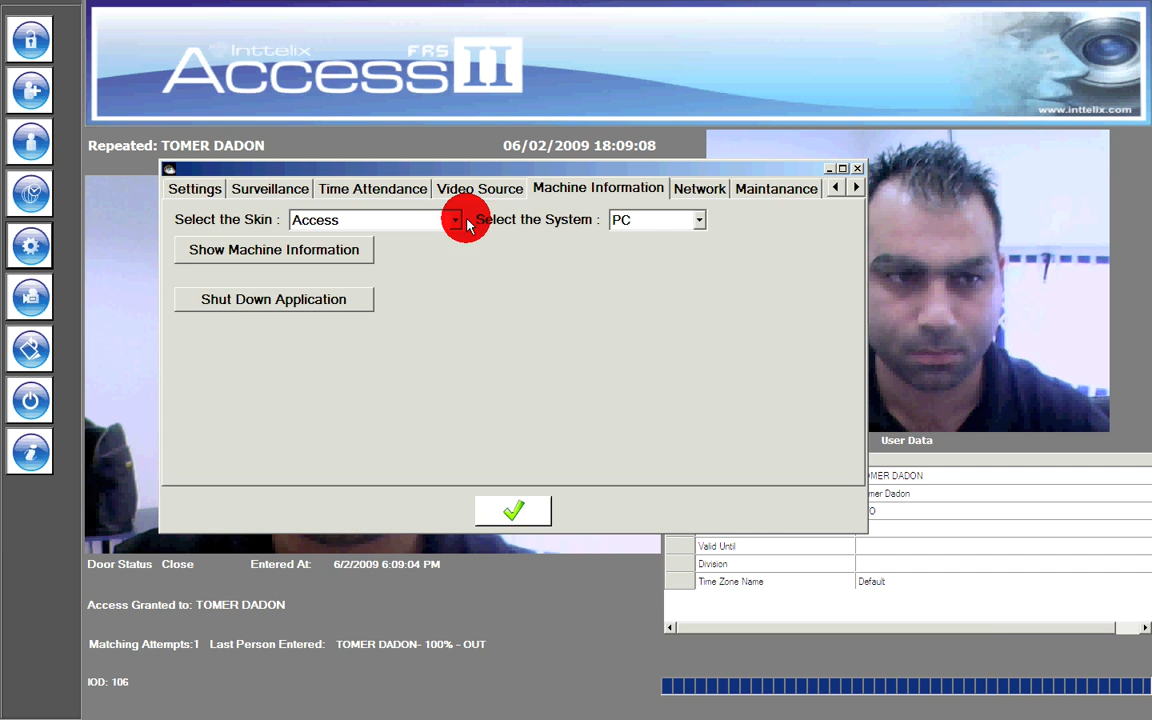 Inttelix FRS
Access II
www.inttelix.com
Repeated: TOMER DADON
06/02/2009 18:09:08
Settings
Surveillance
Time Attendance
Video Source
Machine Information
Network
Maintanance
Select the Skin :
Access
Select the System :
PC
Show Machine Information
Shut Down Application
User Data
MER DADON
mer Dadon
Valid Until
Division
Time Zone Name
Default
Door Status Close
Entered At: 6/2/2009 6:09:04 PM
Access Granted to: TOMER DADON
Matching Attempts:1 Last Person Entered: TOMER DADON- 100% - OUT
IOD: 106